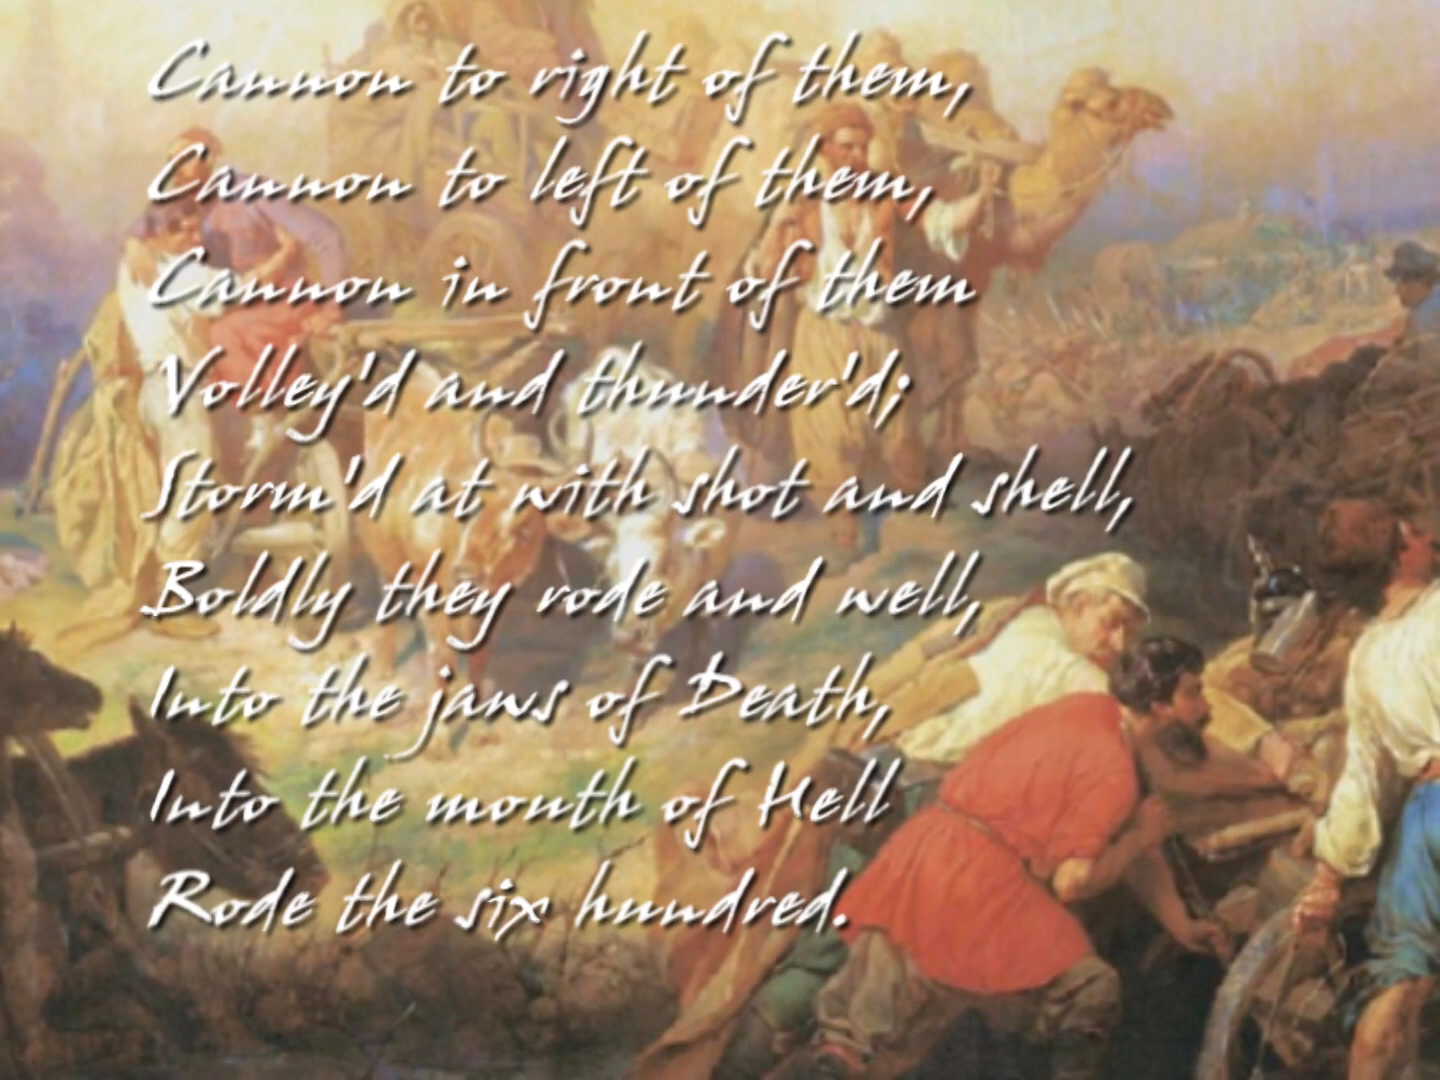 Cannon to right of them,
Cannon to left of them,
Cannon in front of them
Volley'd and thunder'd;
Storm'd at with shot and shell,
Boldly they rode and well,
Into the jaws of Death,
Into the mouth of Hell
Rode the six hundred.